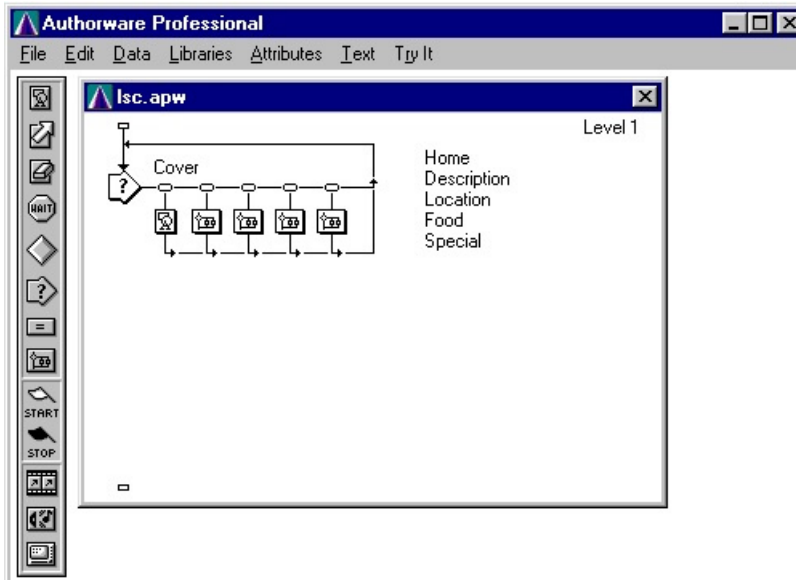 Authorware Professional
File Edit Data Libraries Attributes Text Try It
lsc.apw
Level 1
Cover
?
Home
Description
Location
Food
Special
WAIT
?
=
START
STOP